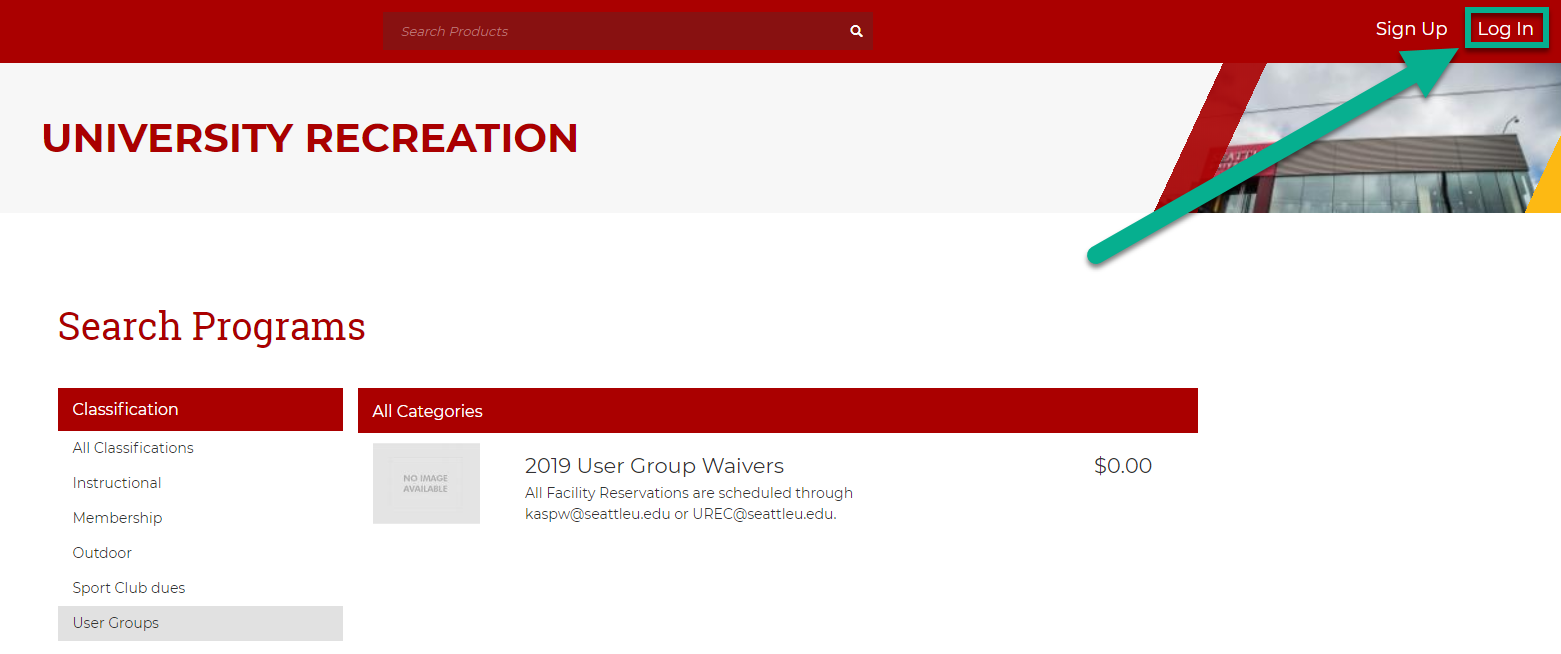 Search Products
Sign Up
Log In
UNIVERSITY RECREATION
Search Programs
Classification
All Classifications
Instructional
Membership
Outdoor
Sport Club dues
User Groups
All Categories
NO IMAGE
AVAILABLE
2019 User Group Waivers
$0.00
All Facility Reservations are scheduled through
kaspw@seattleu.edu or UREC@seattleu.edu.